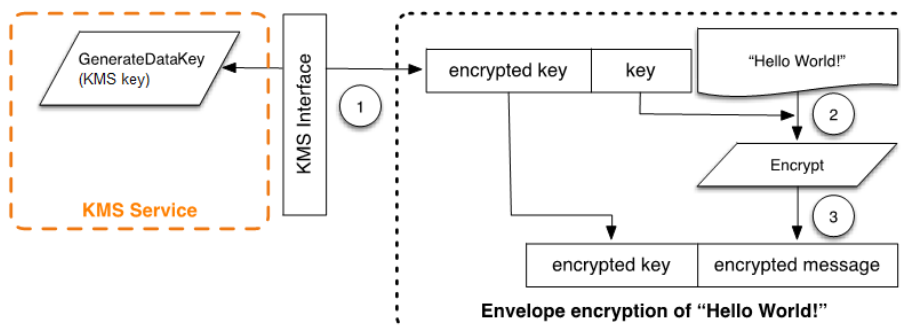 GenerateDataKey
(KMS key)
KMS Interface
1
encrypted key
key
“Hello World!”
2
Encrypt
KMS Service
3
encrypted key
encrypted message
Envelope encryption of “Hello World!”